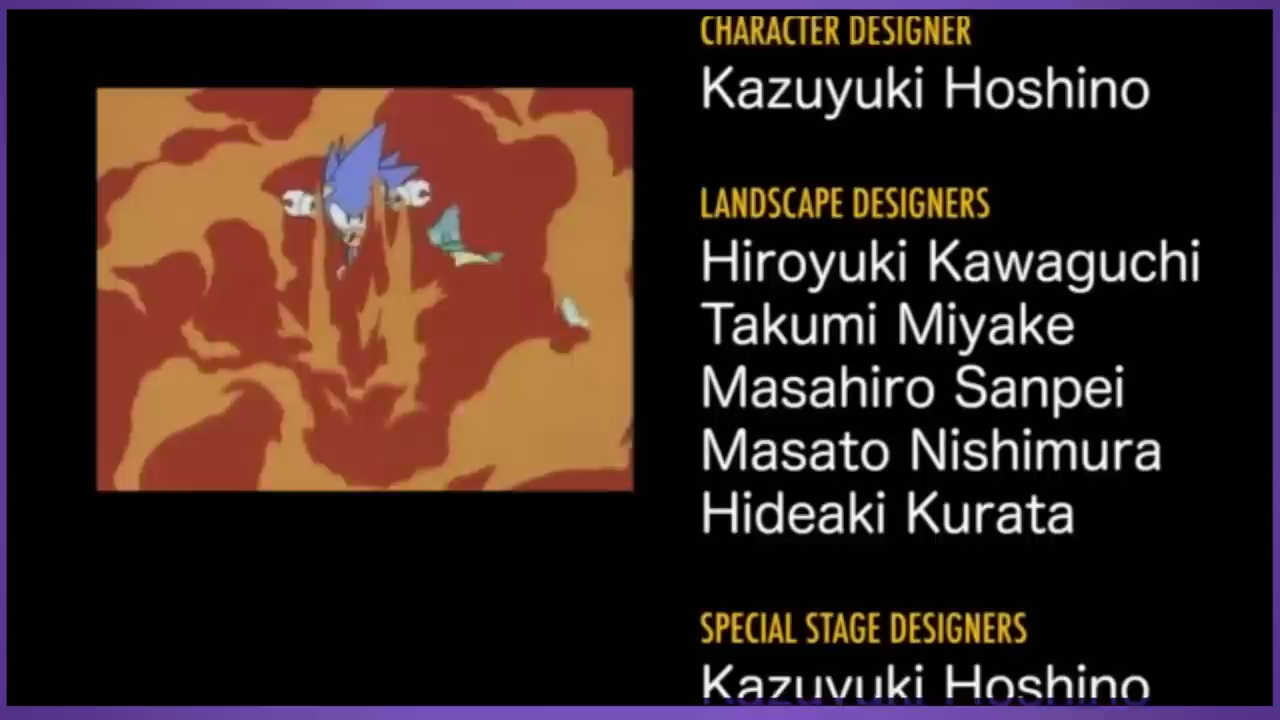 CHARACTER DESIGNER
Kazuyuki Hoshino
LANDSCAPE DESIGNERS
Hiroyuki Kawaguchi
Takumi Miyake
Masahiro Sanpei
Masato Nishimura
Hideaki Kurata
SPECIAL STAGE DESIGNERS
Kazuyuki Hoshino